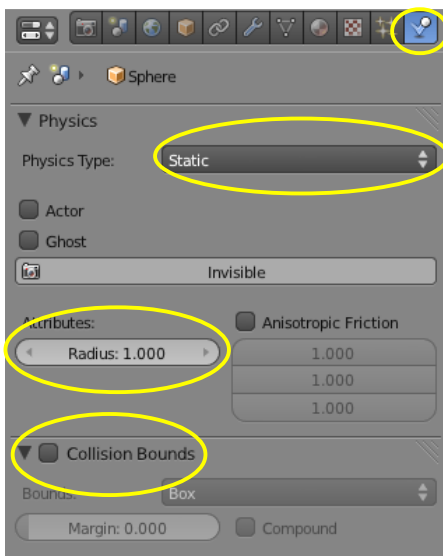 Sphere
Physics
Physics Type: Static
Actor
Ghost
Invisible
Attributes: Anisotropic Friction
Radius: 1.000 1.000
1.000
1.000
Collision Bounds
Bounds: Box
Margin: 0.000 Compound